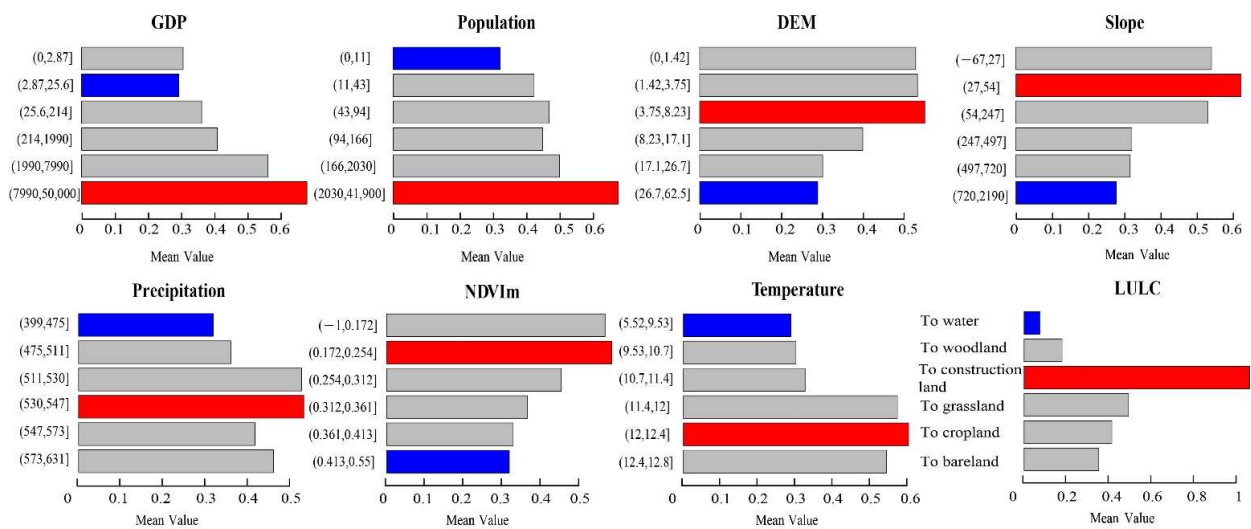 GDP
(0,2.87]
(2.87,25.6]
(25.6,214]
(214,1990]
(1990,7990]
(7990,50,000]
0 0.1 0.2 0.3 0.4 0.5 0.6
Mean Value
Population
(0,11]
(11,43]
(43,94]
(94,166]
(166,2030]
(2030,41,900]
0 0.1 0.2 0.3 0.4 0.5 0.6
Mean Value
DEM
(0,1.42]
(1.42,3.75]
(3.75,8.23]
(8.23,17.1]
(17.1,26.7]
(26.7,62.5]
0 0.1 0.2 0.3 0.4 0.5
Mean Value
Slope
(−67,27]
(27,54]
(54,247]
(247,497]
(497,720]
(720,2190]
0 0.1 0.2 0.3 0.4 0.5 0.6
Mean Value
Precipitation
(399,475]
(475,511]
(511,530]
(530,547]
(547,573]
(573,631]
0 0.1 0.2 0.3 0.4 0.5
Mean Value
NDVIm
(−1,0.172]
(0.172,0.254]
(0.254,0.312]
(0.312,0.361]
(0.361,0.413]
(0.413,0.55]
0 0.1 0.2 0.3 0.4 0.5
Mean Value
Temperature
(5.52,9.53]
(9.53,10.7]
(10.7,11.4]
(11.4,12]
(12,12.4]
(12.4,12.8]
0 0.1 0.2 0.3 0.4 0.5 0.6
Mean Value
LULC
To water
To woodland
To construction
land
To grassland
To cropland
To bareland
0 0.2 0.4 0.6 0.8 1
Mean Value